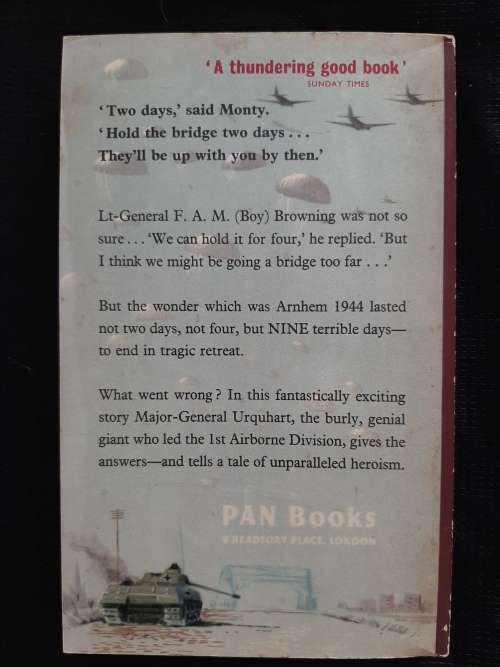 'A thundering good book'
SUNDAY TIMES
'Two days,' said Monty.
'Hold the bridge two days ...
They'll be up with you by then.'
Lt-General F. A. M. (Boy) Browning was not so
sure ... 'We can hold it for four,' he replied. 'But
I think we might be going a bridge too far ...'
But the wonder which was Arnhem 1944 lasted
not two days, not four, but NINE terrible days—
to end in tragic retreat.
What went wrong? In this fantastically exciting
story Major-General Urquhart, the burly, genial
giant who led the 1st Airborne Division, gives the
answers—and tells a tale of unparalleled heroism.
PAN Books
8 HEADFORT PLACE, LONDON